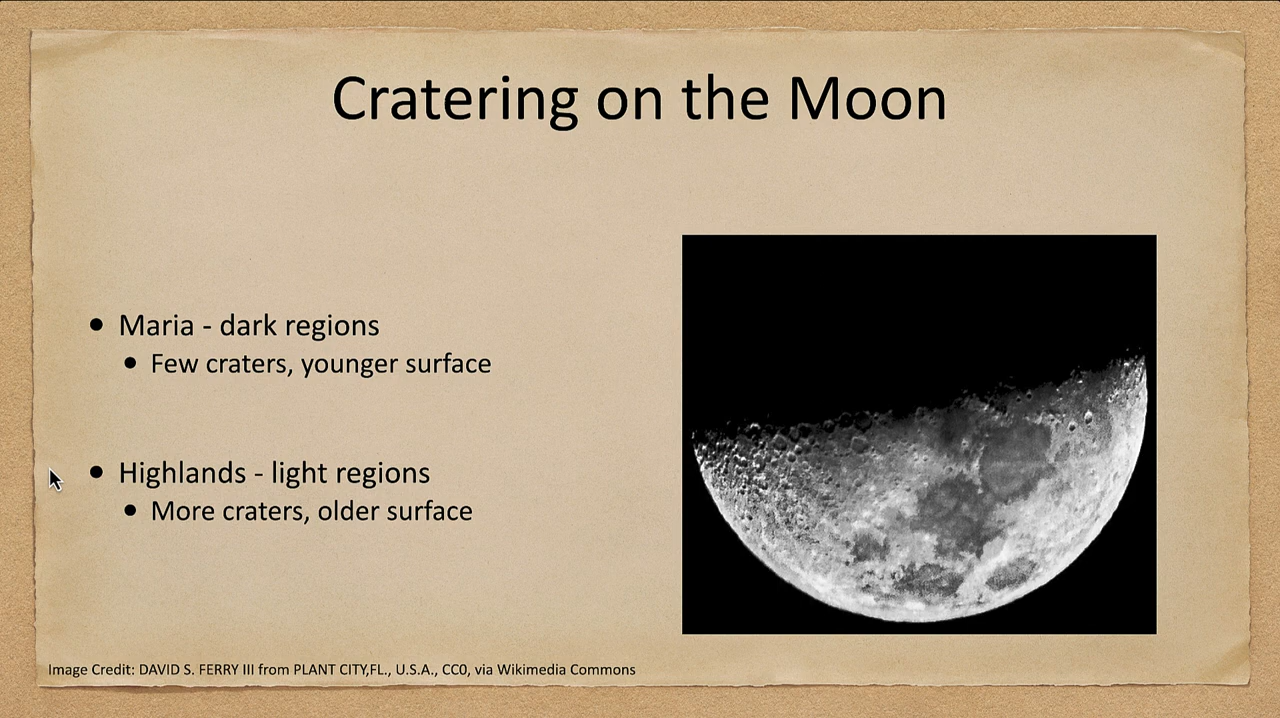 Cratering on the Moon
• Maria - dark regions
• Few craters, younger surface
• Highlands - light regions
• More craters, older surface
Image Credit: DAVID S. FERRY III from PLANT CITY,FL., U.S.A., CC0, via Wikimedia Commons